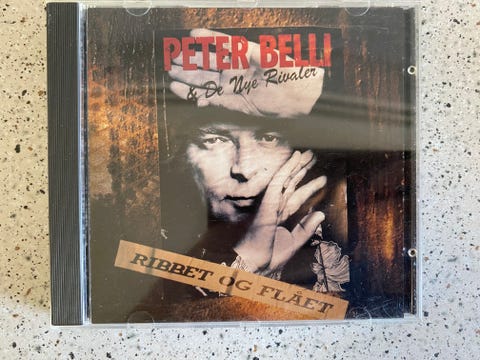 PETER BELLI
& De Nye Rivaler
RIBBET OG FLÅET